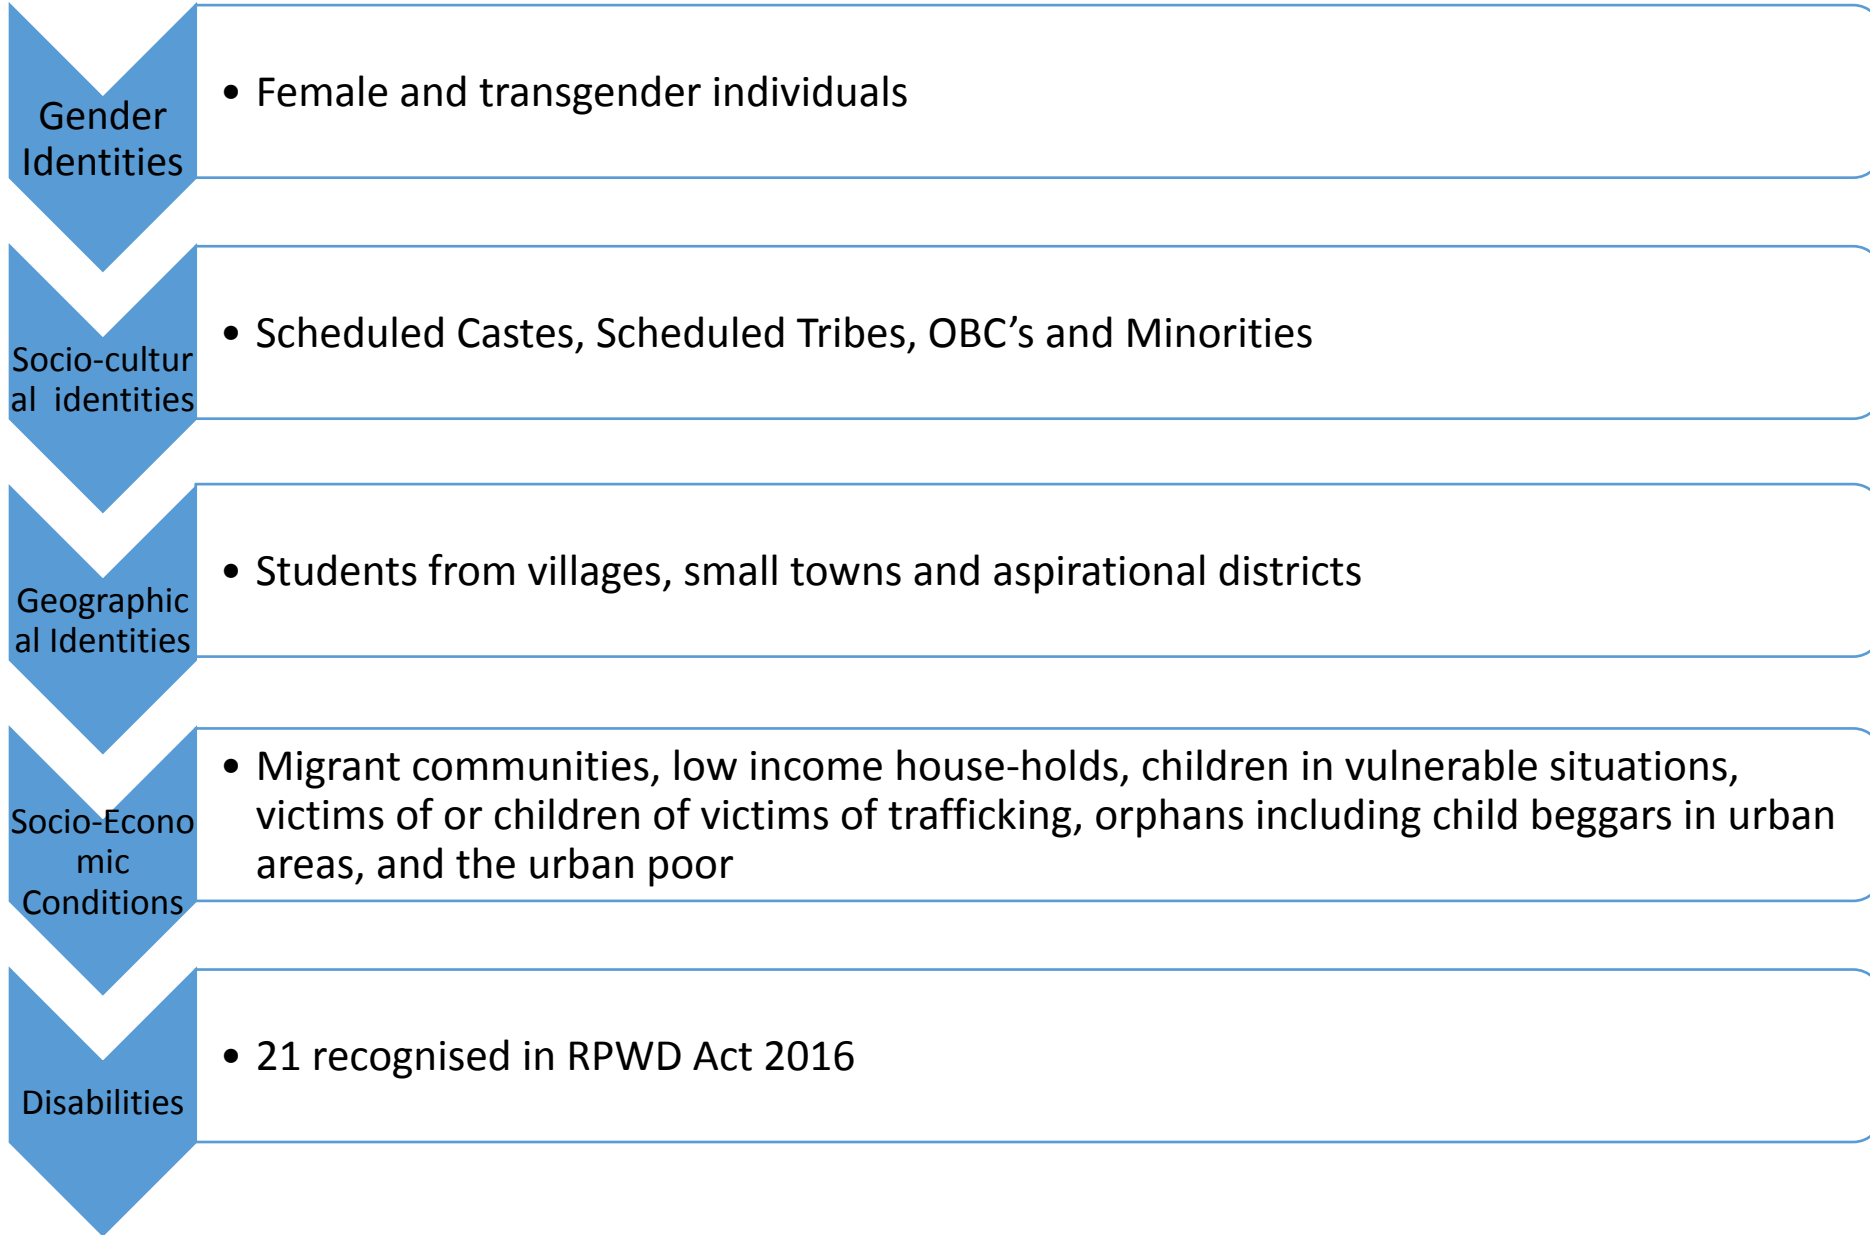 Gender
Identities
• Female and transgender individuals
Socio-cultur
al identities
• Scheduled Castes, Scheduled Tribes, OBC’s and Minorities
Geographic
al Identities
• Students from villages, small towns and aspirational districts
Socio-Econo
mic
Conditions
• Migrant communities, low income house-holds, children in vulnerable situations,
victims of or children of victims of trafficking, orphans including child beggars in urban
areas, and the urban poor
Disabilities
• 21 recognised in RPWD Act 2016